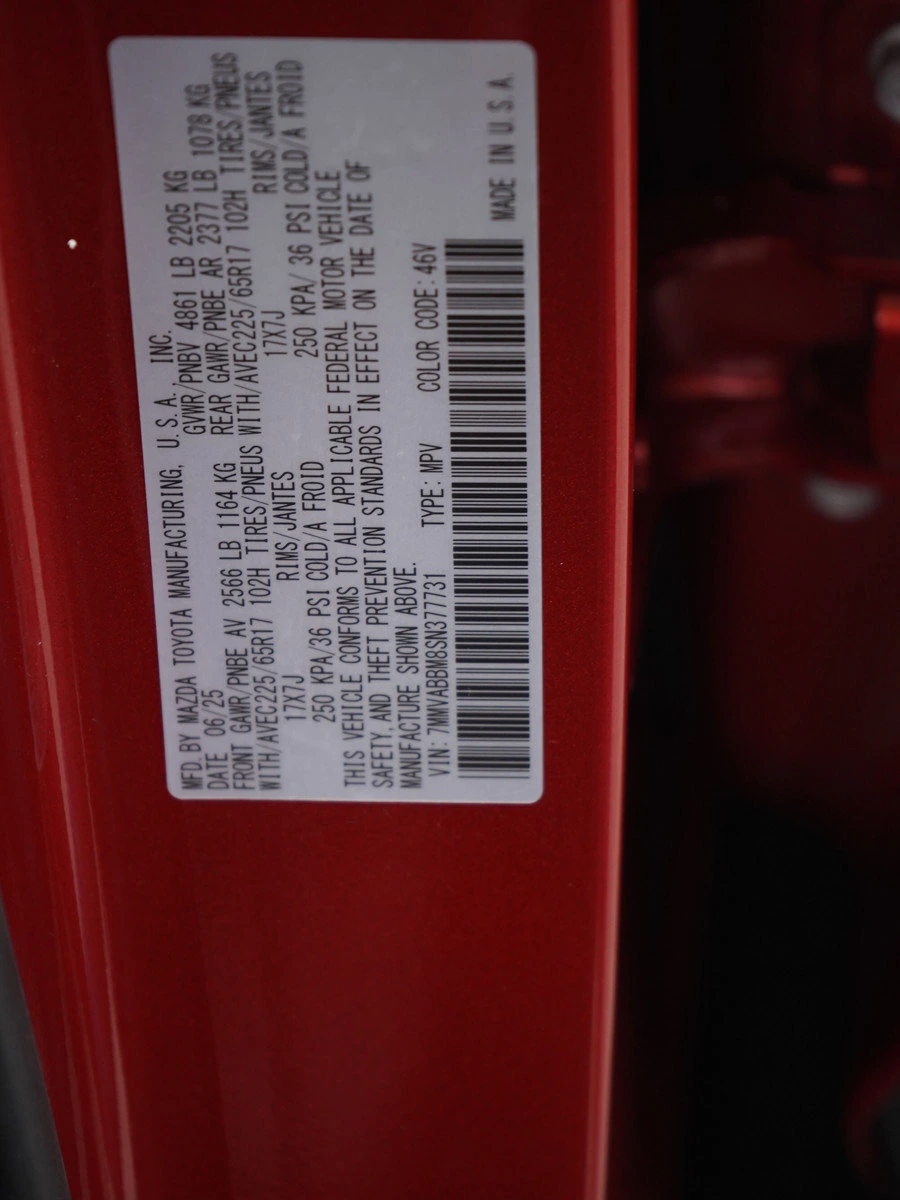 MFD. BY MAZDA TOYOTA MANUFACTURING, U.S.A., INC.
DATE 06/25 GVWR/PNBV 4861 LB 2205 KG
FRONT GAWR/PNBE AV 2566 LB 1164 KG REAR GAWR/PNBE AR 2377 LB 1078 KG
WITH/AVEC225/65R17 102H TIRES/PNEUS WITH/AVEC225/65R17 102H TIRES/PNEUS
17X7J RIMS/JANTES 17X7J RIMS/JANTES
250 KPA/36 PSI COLD/A FROID 250 KPA/ 36 PSI COLD/A FROID
THIS VEHICLE CONFORMS TO ALL APPLICABLE FEDERAL MOTOR VEHICLE
SAFETY, AND THEFT PREVENTION STANDARDS IN EFFECT ON THE DATE OF
MANUFACTURE SHOWN ABOVE.
VIN: 7MMVABBM8SN377731 TYPE: MPV COLOR CODE: 46V
MADE IN U.S.A.